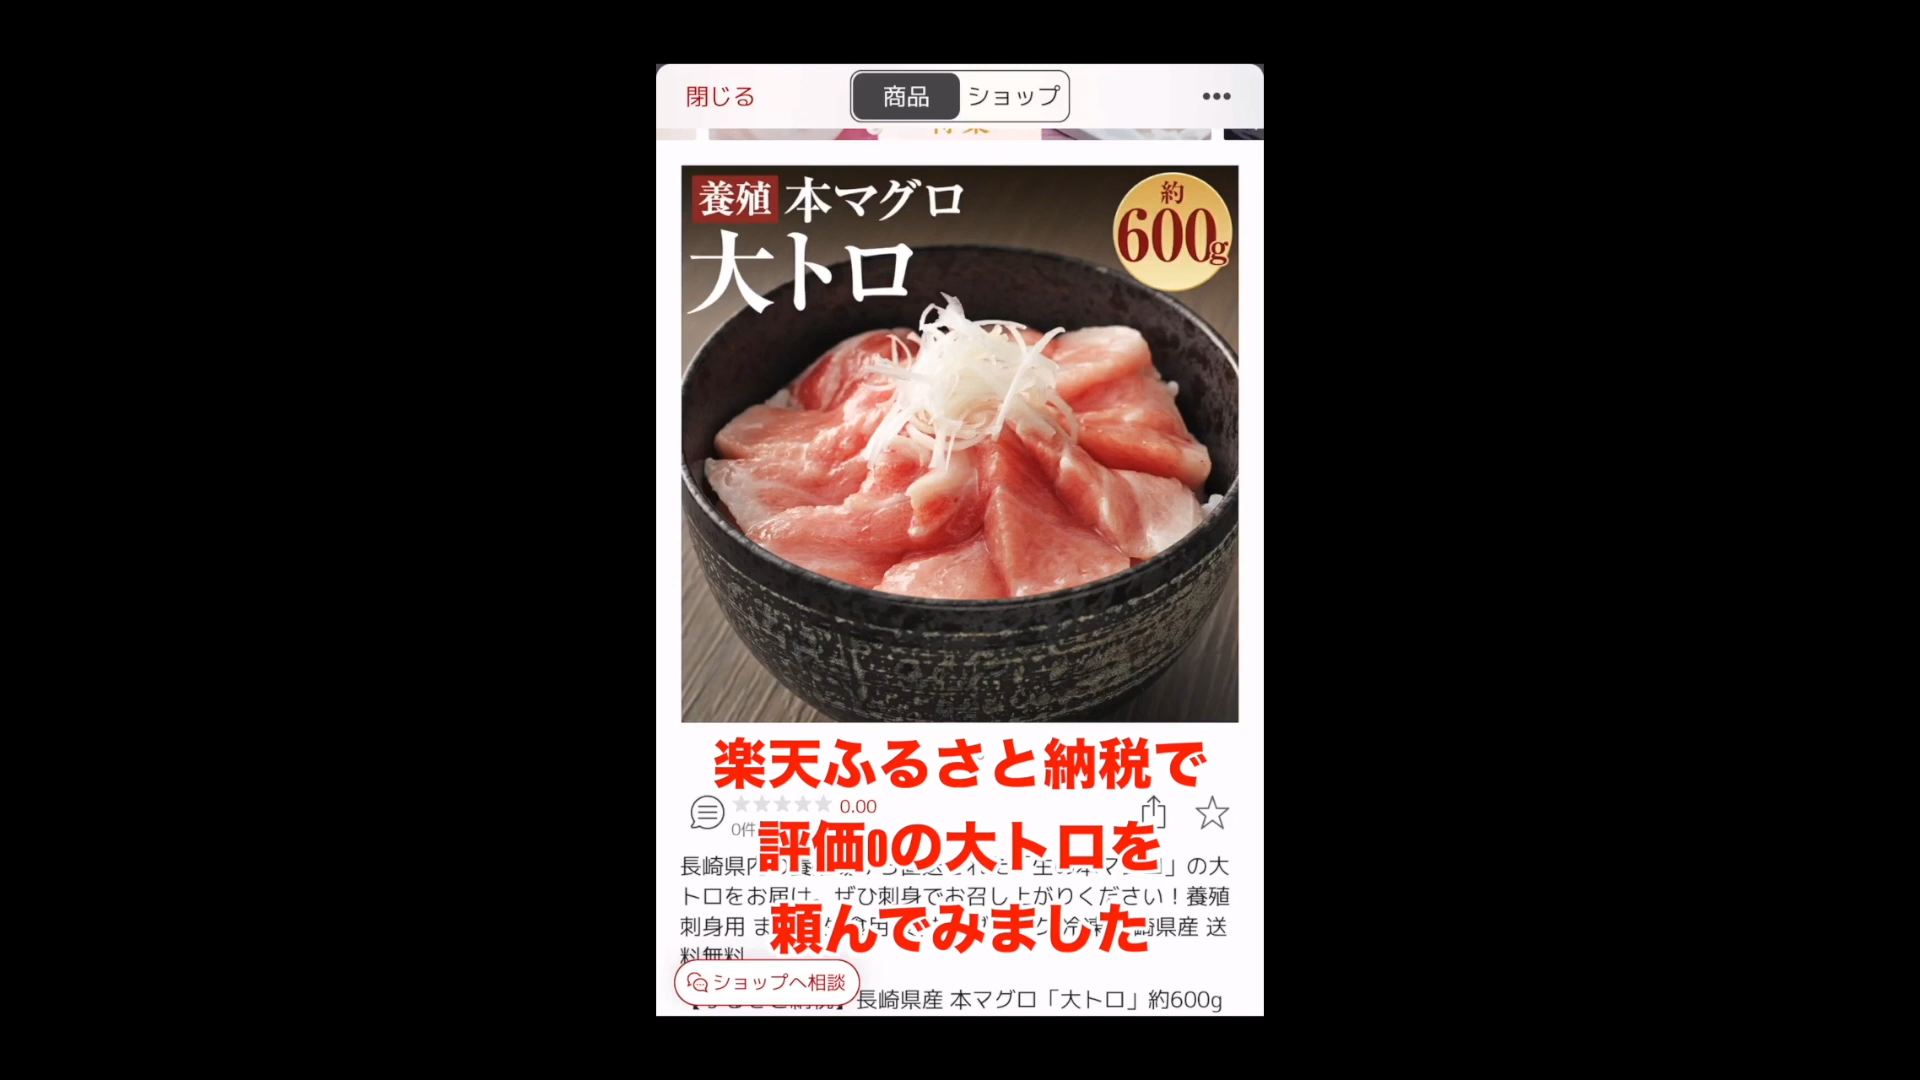 閉じる
商品
ショップ
養殖 本マグロ
大トロ
約
600g
楽天ふるさと納税で
0.00
0件
評価0の大トロを
長崎県 の大
トロをお届け。ぜひ刺身でお召し上がりください！養殖
刺身用 県産 送
料無料
頼んでみました
ショップへ相談
長崎県産 本マグロ「大トロ」約600g